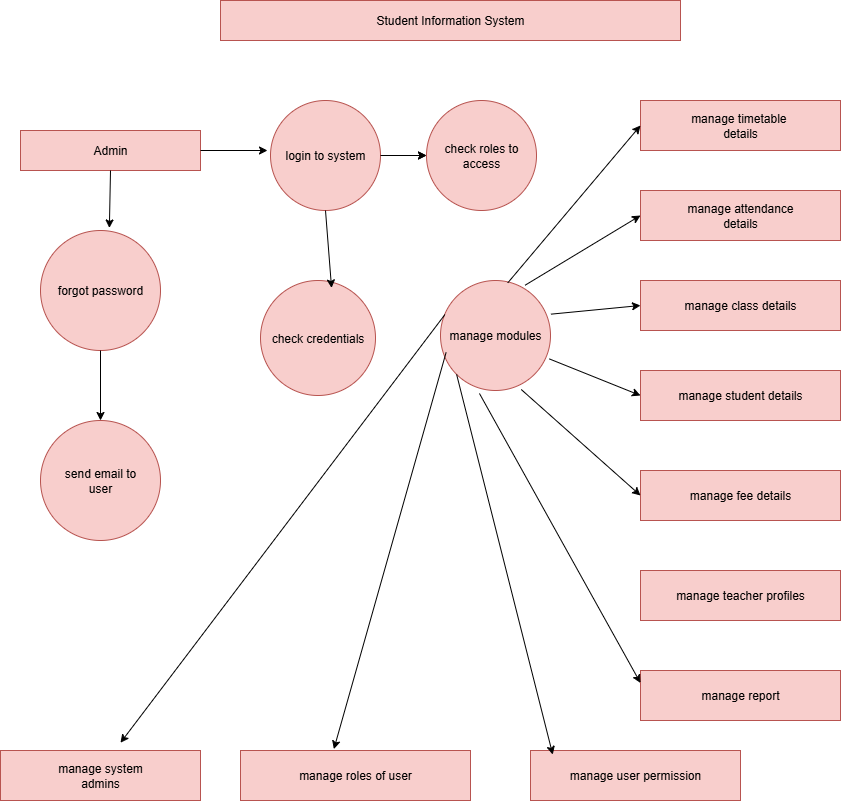 Student Information System
Admin
login to system
check roles to
access
manage timetable
details
manage attendance
details
forgot password
check credentials
manage modules
manage class details
manage student details
send email to
user
manage fee details
manage teacher profiles
manage report
manage system
admins
manage roles of user
manage user permission